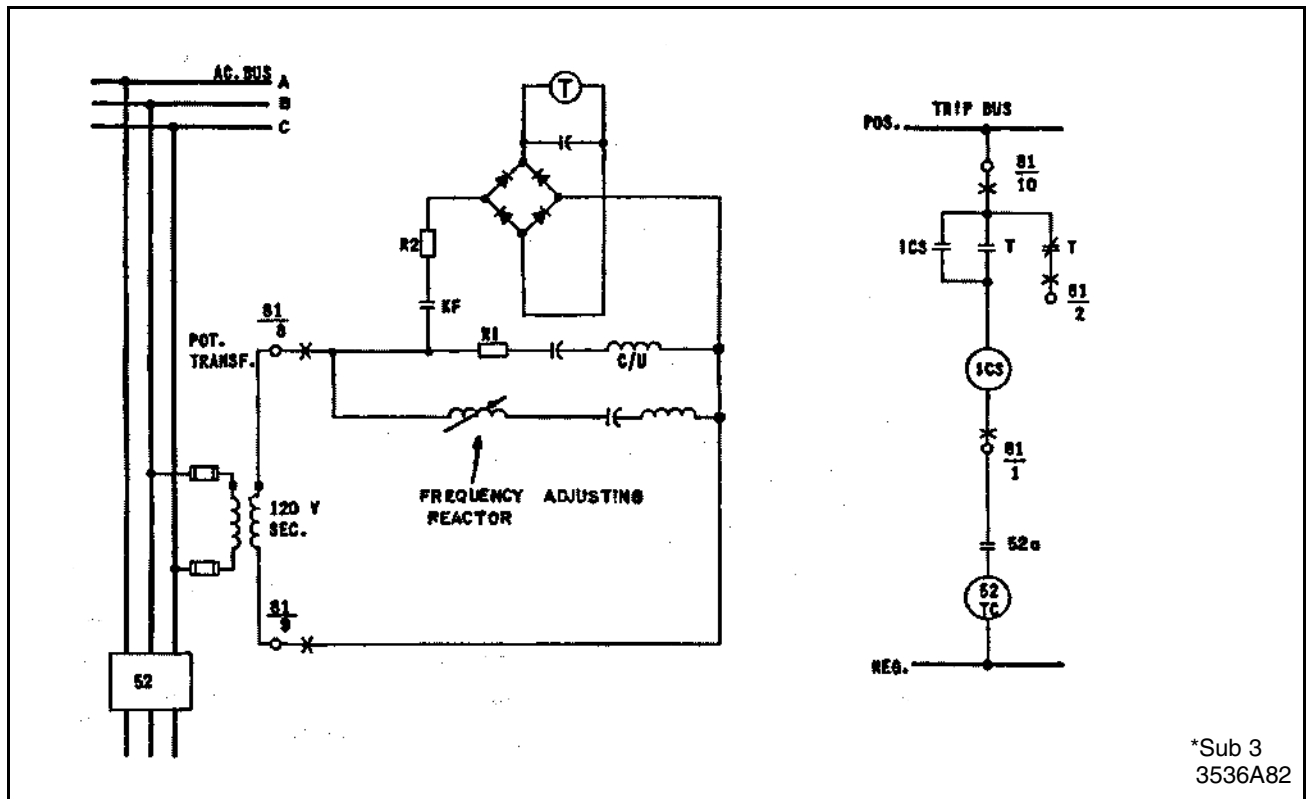 AC. BUS A
B
C
T
R2
KF
81
8
POT.
TRANSF.
R1
C/U
FREQUENCY ADJUSTING
REACTOR
120 V
SEC.
81
9
52
TRIP BUS
POS.
81
10
ICS
T
T
81
2
ICS
81
1
52a
52
TC
NEG.
*Sub 3
3536A82